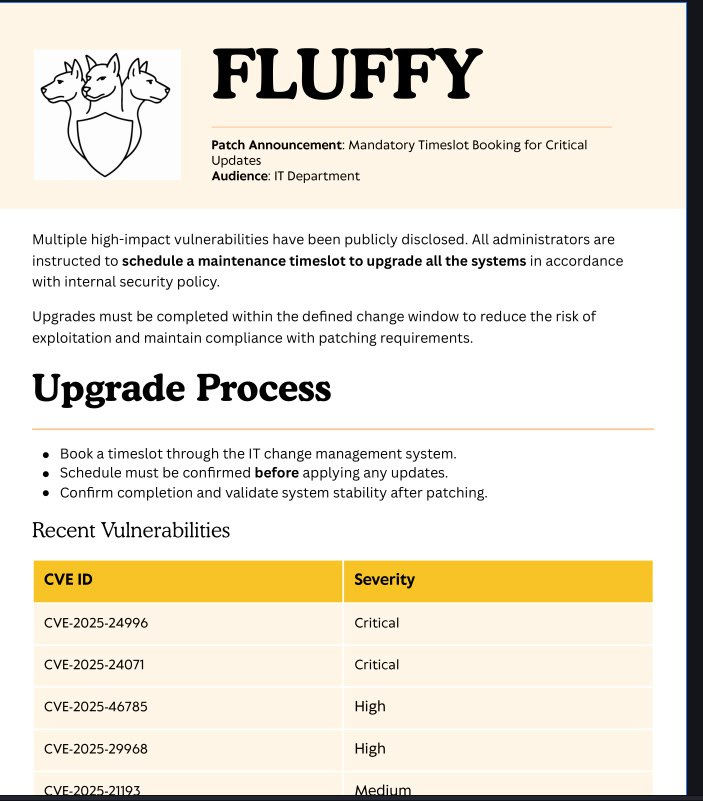 FLUFFY
Patch Announcement: Mandatory Timeslot Booking for Critical
Updates
Audience: IT Department
Multiple high-impact vulnerabilities have been publicly disclosed. All administrators are
instructed to schedule a maintenance timeslot to upgrade all the systems in accordance
with internal security policy.
Upgrades must be completed within the defined change window to reduce the risk of
exploitation and maintain compliance with patching requirements.
Upgrade Process
● Book a timeslot through the IT change management system.
● Schedule must be confirmed before applying any updates.
● Confirm completion and validate system stability after patching.
Recent Vulnerabilities
CVE ID Severity
CVE-2025-24996 Critical
CVE-2025-24071 Critical
CVE-2025-46785 High
CVE-2025-29968 High
CVE-2025-21193 Medium